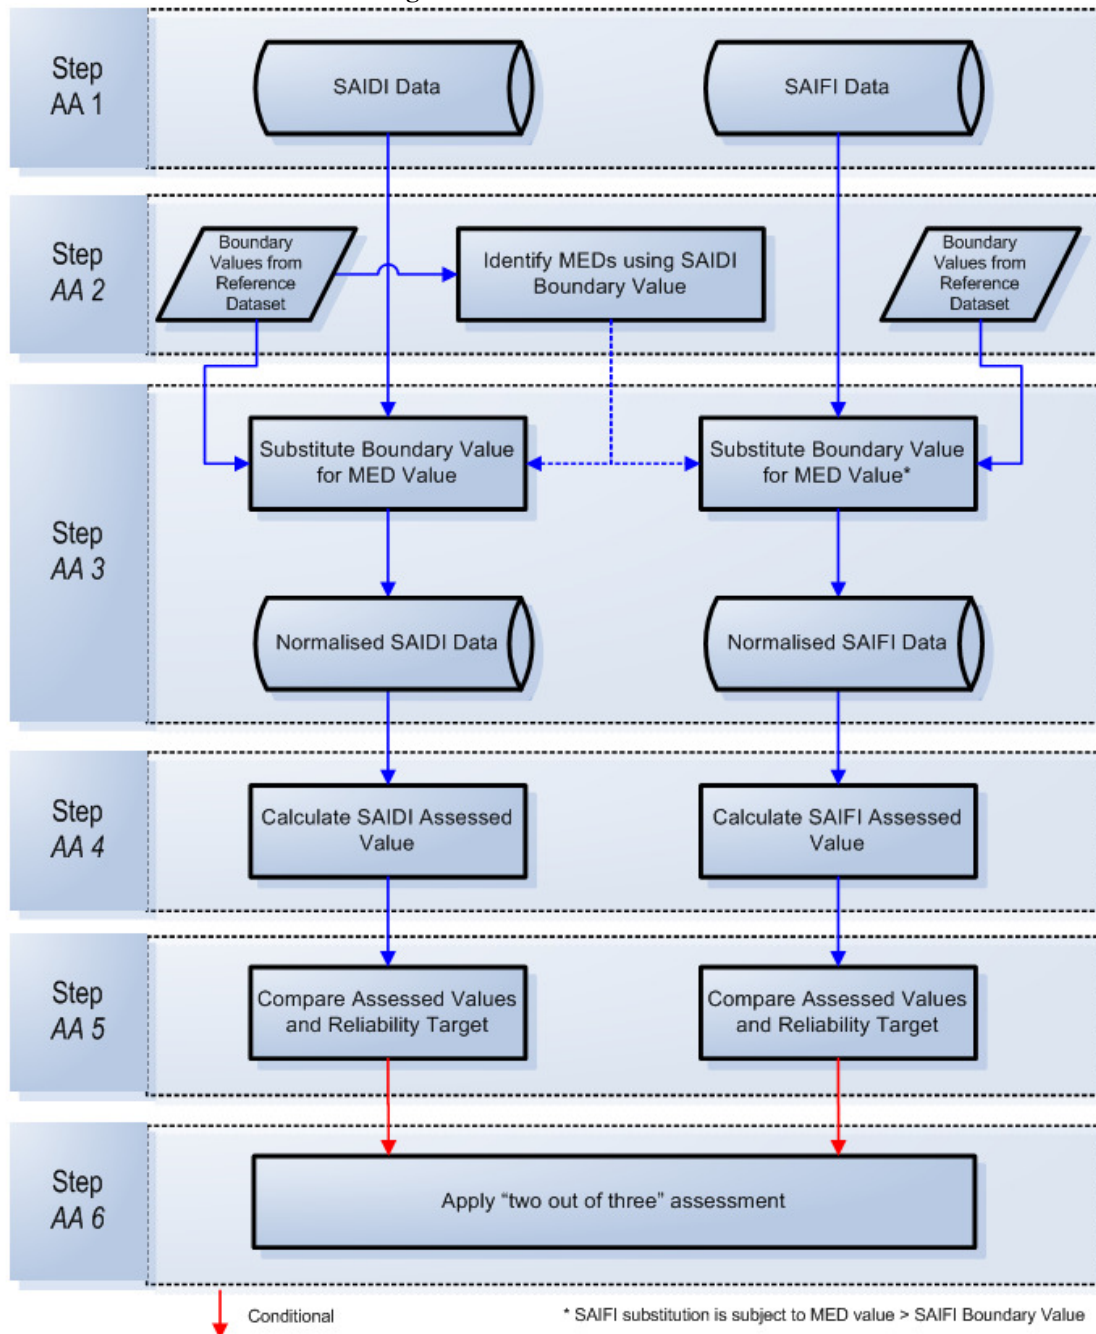 Step
AA 1
SAIDI Data
SAIFI Data
Step
AA 2
Boundary
Values from
Reference
Dataset
Identify MEDs using SAIDI
Boundary Value
Boundary
Values from
Reference
Dataset
Step
AA 3
Substitute Boundary Value
for MED Value
Substitute Boundary Value
for MED Value*
Normalised SAIDI Data
Normalised SAIFI Data
Step
AA 4
Calculate SAIDI Assessed
Value
Calculate SAIFI Assessed
Value
Step
AA 5
Compare Assessed Values
and Reliability Target
Compare Assessed Values
and Reliability Target
Step
AA 6
Apply “two out of three” assessment
Conditional
* SAIFI substitution is subject to MED value > SAIFI Boundary Value